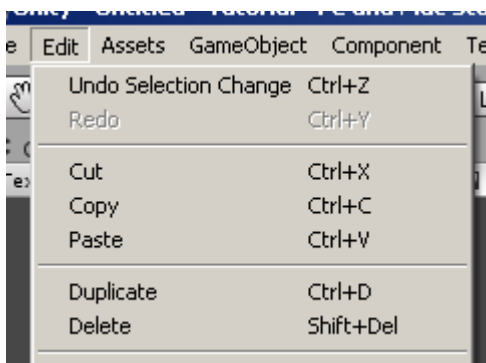 Edit Assets GameObject Component
Undo Selection Change Ctrl+Z
Redo Ctrl+Y
Cut Ctrl+X
Copy Ctrl+C
Paste Ctrl+V
Duplicate Ctrl+D
Delete Shift+Del